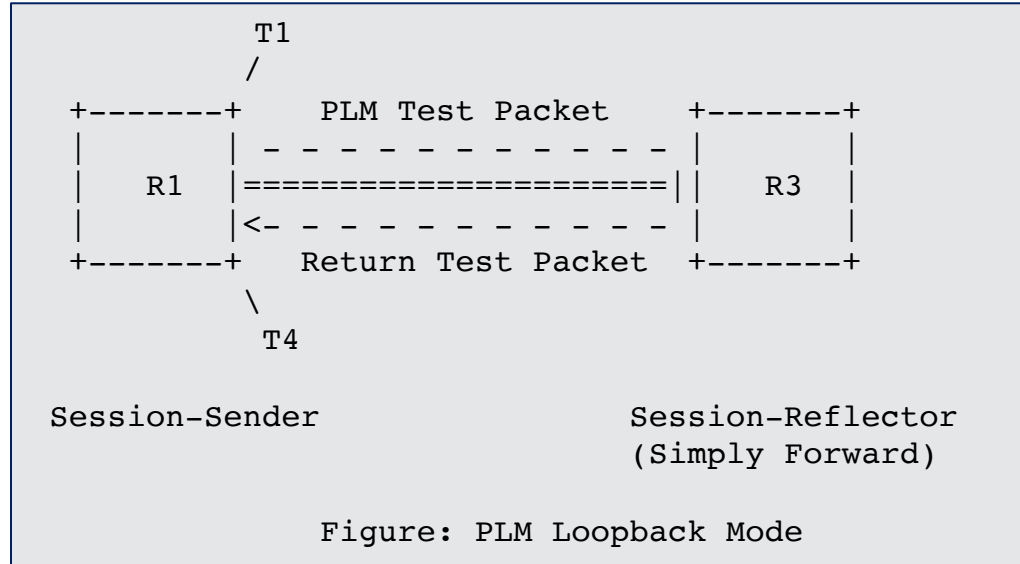 T1
/
+-------+ PLM Test Packet +-------+
| | - - - - - - - - - - - | |
| R1 |=====================|| R3 |
| |<- - - - - - - - - - - | |
+-------+ Return Test Packet +-------+
\
T4
Session-Sender Session-Reflector
(Simply Forward)
Figure: PLM Loopback Mode